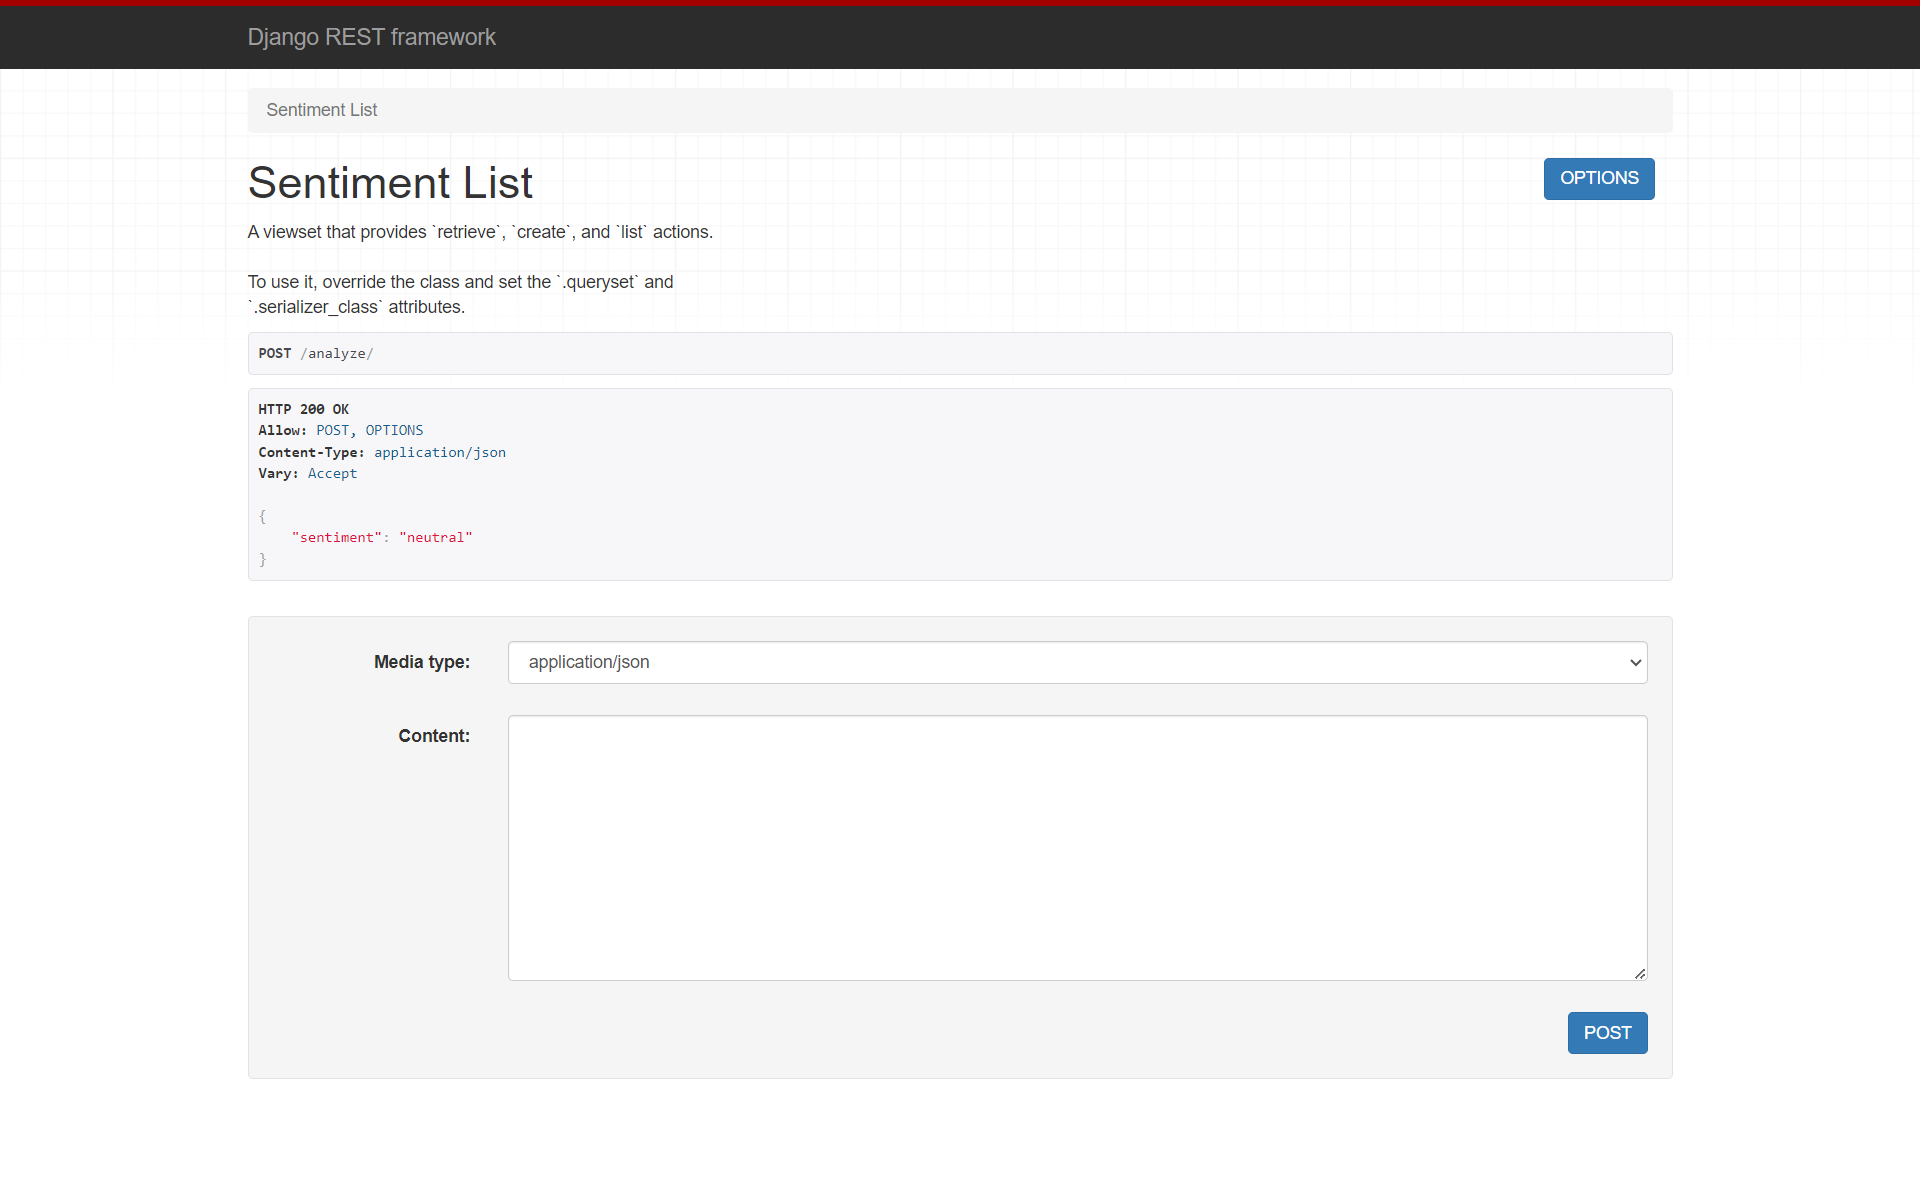 Django REST framework
Sentiment List
Sentiment List
OPTIONS
A viewset that provides `retrieve`, `create`, and `list` actions.
To use it, override the class and set the `.queryset` and
`.serializer_class` attributes.
POST /analyze/
HTTP 200 OK
Allow: POST, OPTIONS
Content-Type: application/json
Vary: Accept
{
    "sentiment": "neutral"
}
Media type:
application/json
Content:
POST